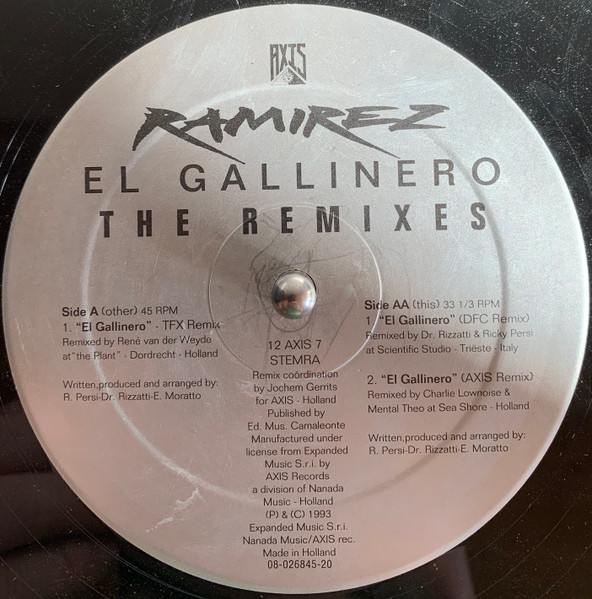 AXIS
RAMIREZ
EL GALLINERO
THE REMIXES
Side A (other) 45 RPM
1. “El Gallinero” - TFX Remix
Remixed by René van der Weyde
at “the Plant” - Dordrecht - Holland
Written,produced and arranged by:
R. Persi-Dr. Rizzatti-E. Moratto
12 AXIS 7
STEMRA
Remix coördination
by Jochem Gerrits
for AXIS - Holland
Published by
Ed. Mus. Camaleonte
Manufactured under
license from Expanded
Music S.r.i. by
AXIS Records
a division of Nanada
Music - Holland
(P) & (C) 1993
Expanded Music S.r.i.
Nanada Music/AXIS rec.
Made in Holland
08-026845-20
Side AA (this) 33 1/3 RPM
1. “El Gallinero” (DFC Remix)
Remixed by Dr. Rizzatti & Ricky Persi
at Scientific Studio - Triëste - Italy
2. “El Gallinero” (AXIS Remix)
Remixed by Charlie Lownoise &
Mental Theo at Sea Shore - Holland
Written,produced and arranged by:
R. Persi-Dr. Rizzatti-E. Moratto